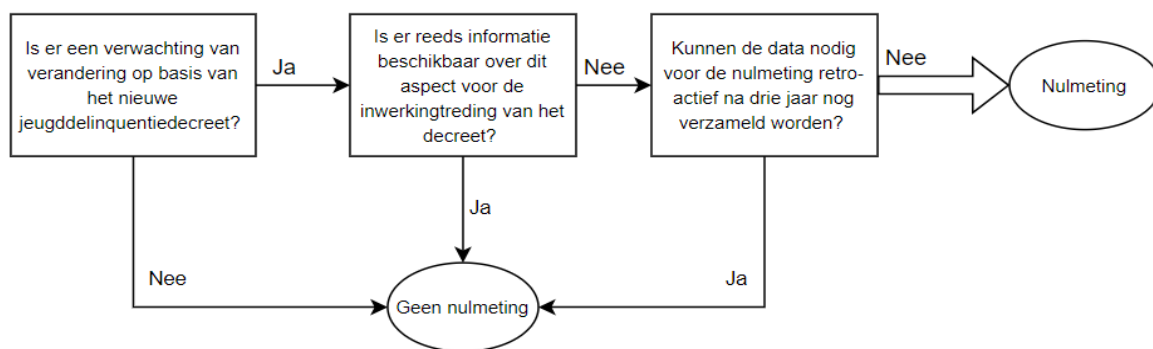 Is er een verwachting van
verandering op basis van
het nieuwe
jeugddelinquentiedecreet?
Ja
Is er reeds informatie
beschikbaar over dit
aspect voor de
inwerkingtreding van het
decreet?
Nee
Kunnen de data nodig
voor de nulmeting retro-
actief na drie jaar nog
verzameld worden?
Nee
Nulmeting
Ja
Nee
Ja
Geen nulmeting